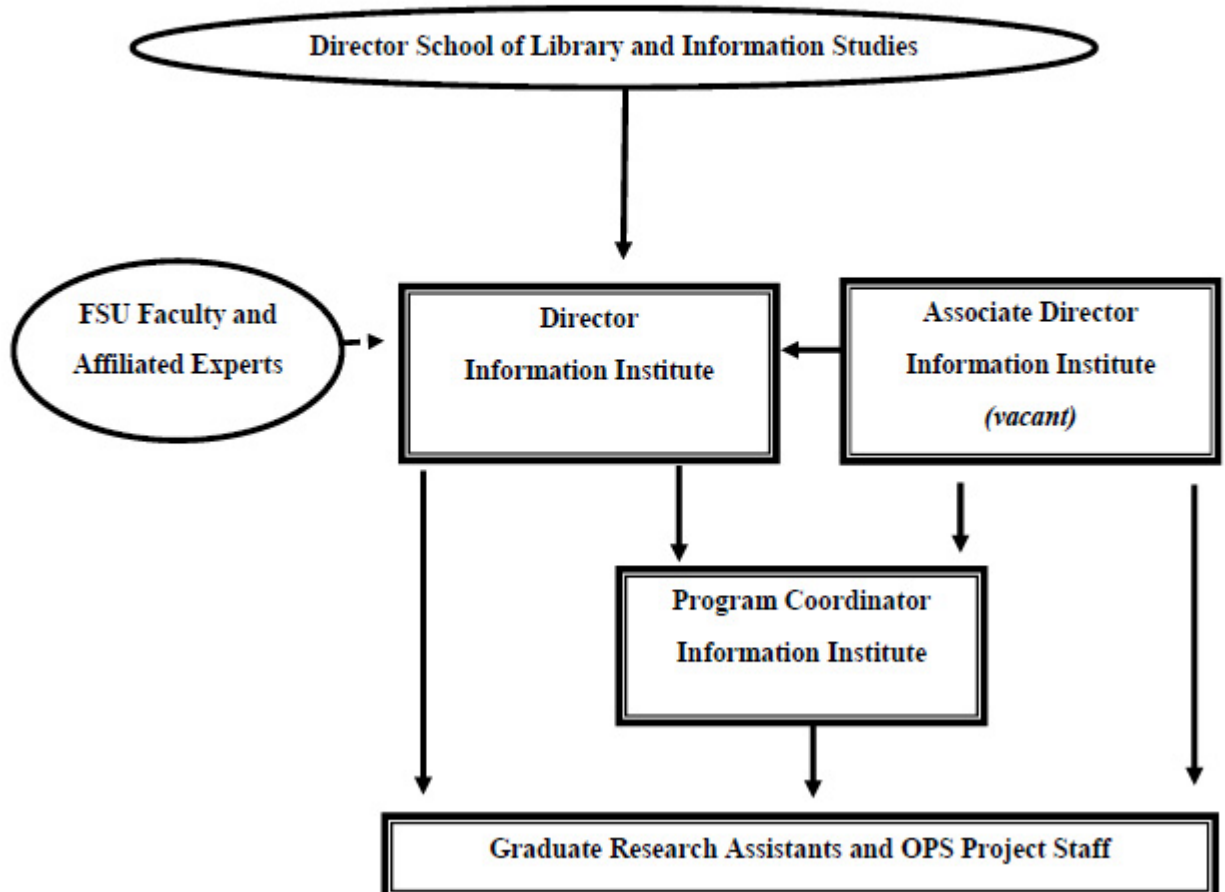 Director School of Library and Information Studies
FSU Faculty and
Affiliated Experts
Director
Information Institute
Associate Director
Information Institute
(vacant)
Program Coordinator
Information Institute
Graduate Research Assistants and OPS Project Staff